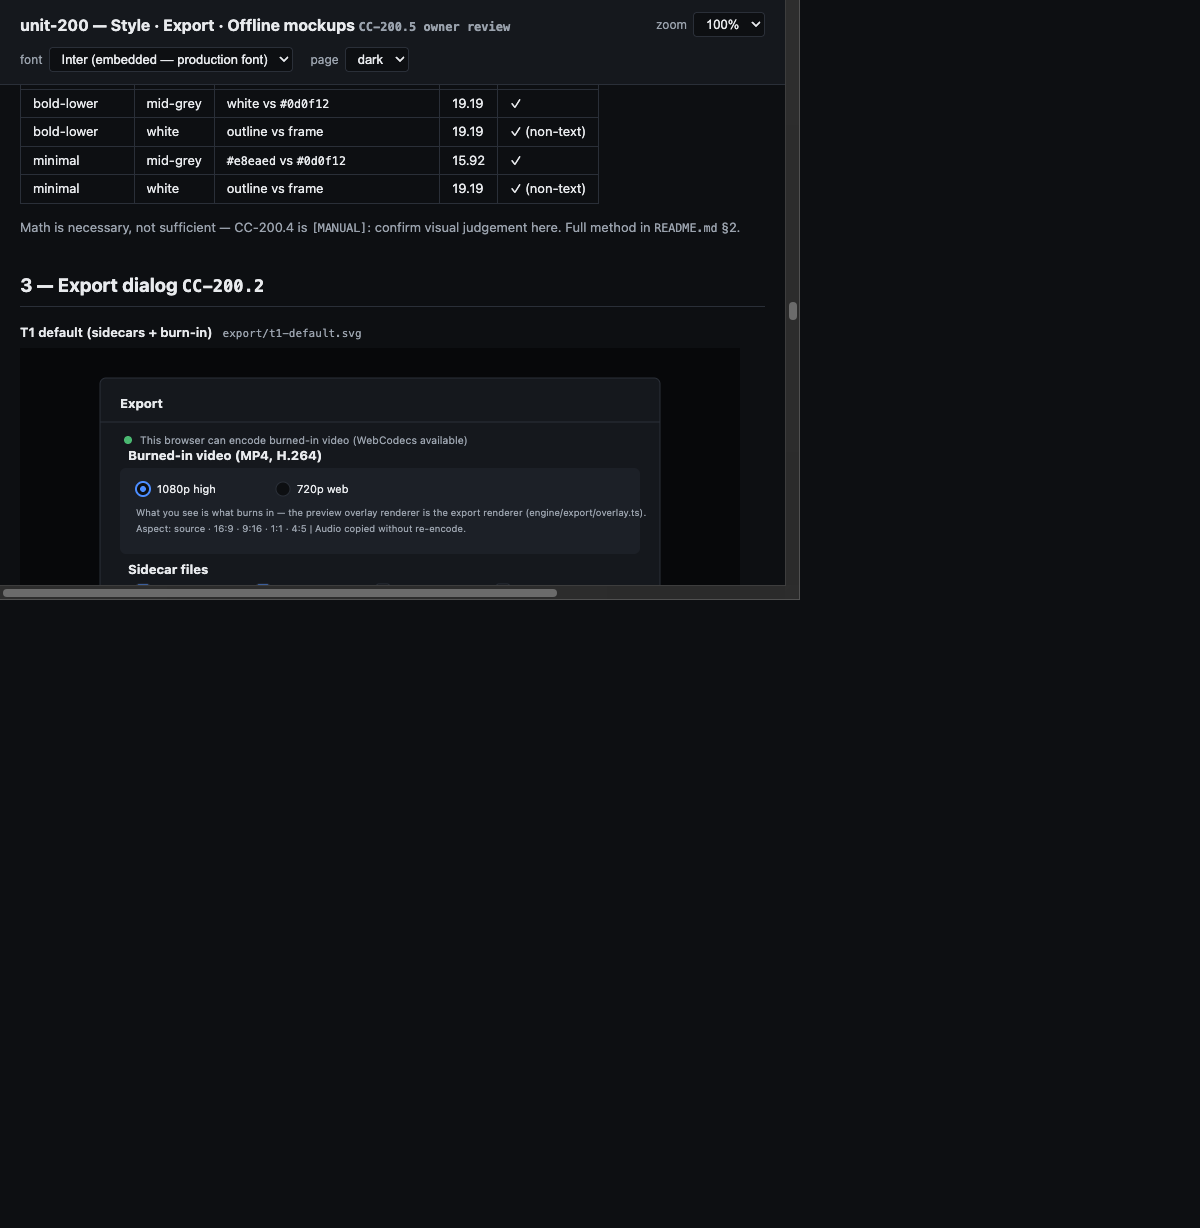 unit-200 — Style · Export · Offline mockups CC-200.5 owner review
zoom 100%
font Inter (embedded — production font) page dark
bold-lower mid-grey white vs #0d0f12 19.19 ✓
bold-lower white outline vs frame 19.19 ✓ (non-text)
minimal mid-grey #e8eaed vs #0d0f12 15.92 ✓
minimal white outline vs frame 19.19 ✓ (non-text)
Math is necessary, not sufficient — CC-200.4 is [MANUAL]: confirm visual judgement here. Full method in README.md §2.
3 — Export dialog CC-200.2
T1 default (sidecars + burn-in) export/t1-default.svg
Export
This browser can encode burned-in video (WebCodecs available)
Burned-in video (MP4, H.264)
1080p high 720p web
What you see is what burns in — the preview overlay renderer is the export renderer (engine/export/overlay.ts).
Aspect: source · 16:9 · 9:16 · 1:1 · 4:5 | Audio copied without re-encode.
Sidecar files